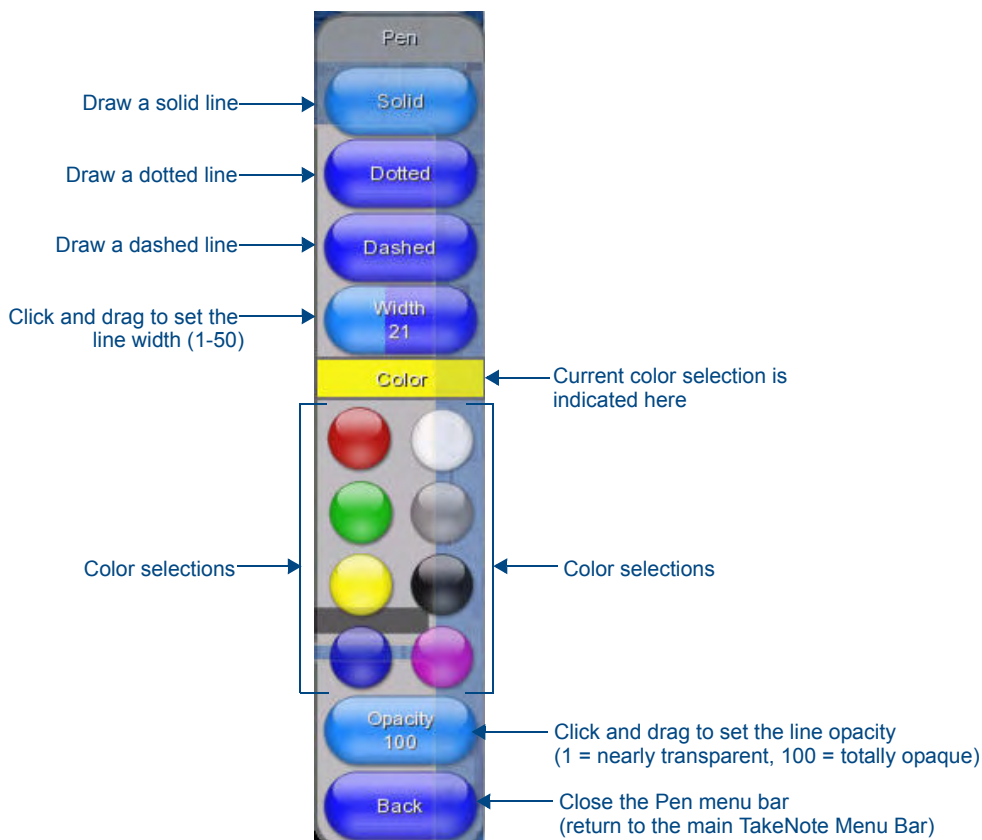 Pen
Solid
Draw a solid line
Dotted
Draw a dotted line
Dashed
Draw a dashed line
Width
21
Click and drag to set the
line width (1-50)
Color
Current color selection is
indicated here
Color selections
Color selections
Opacity
100
Click and drag to set the line opacity
(1 = nearly transparent, 100 = totally opaque)
Back
Close the Pen menu bar
(return to the main TakeNote Menu Bar)